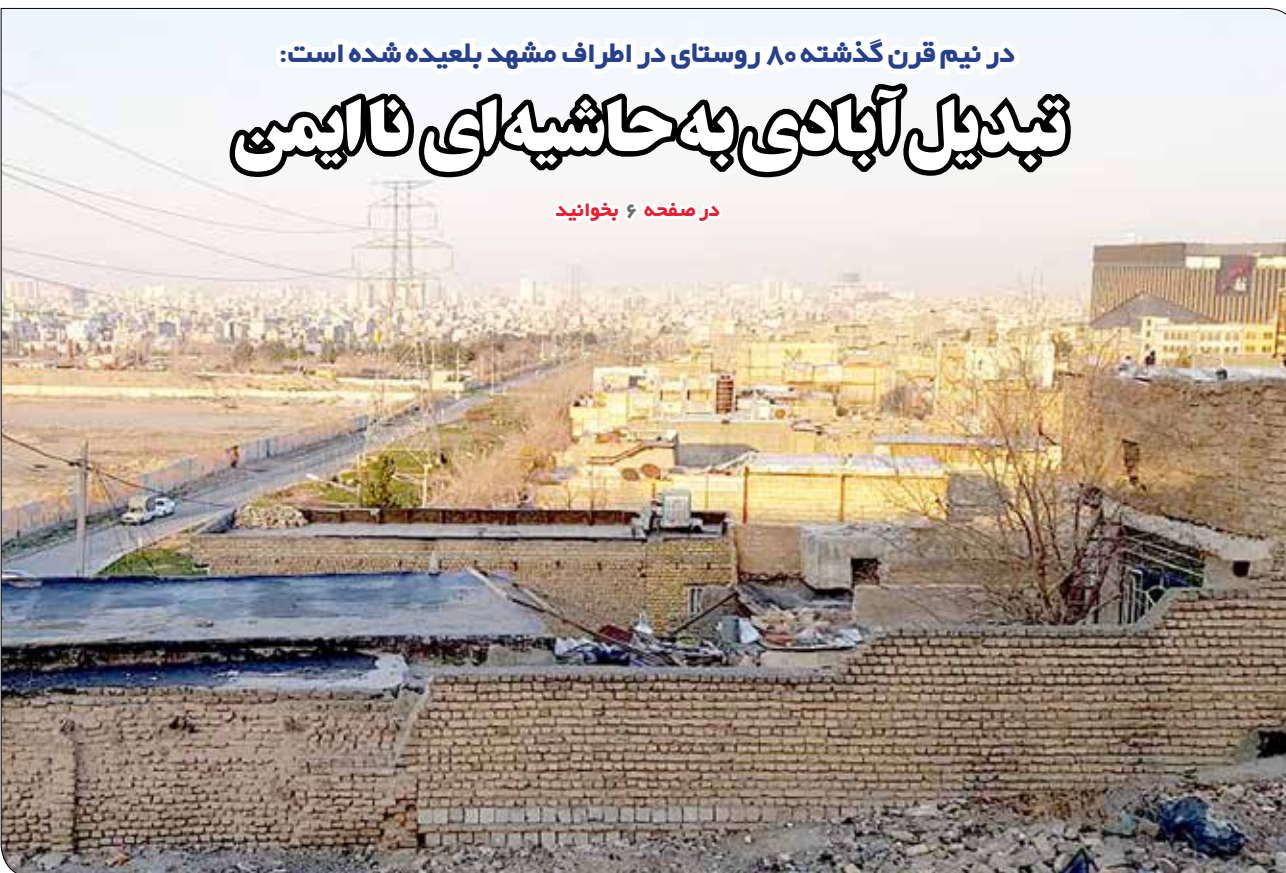 در نیم قرن گذشته ۸۰ روستای در اطراف مشهد بلعیده شده است:
تبدیل آبادی به حاشیه‌ای ناایمن
در صفحه ۶ بخوانید